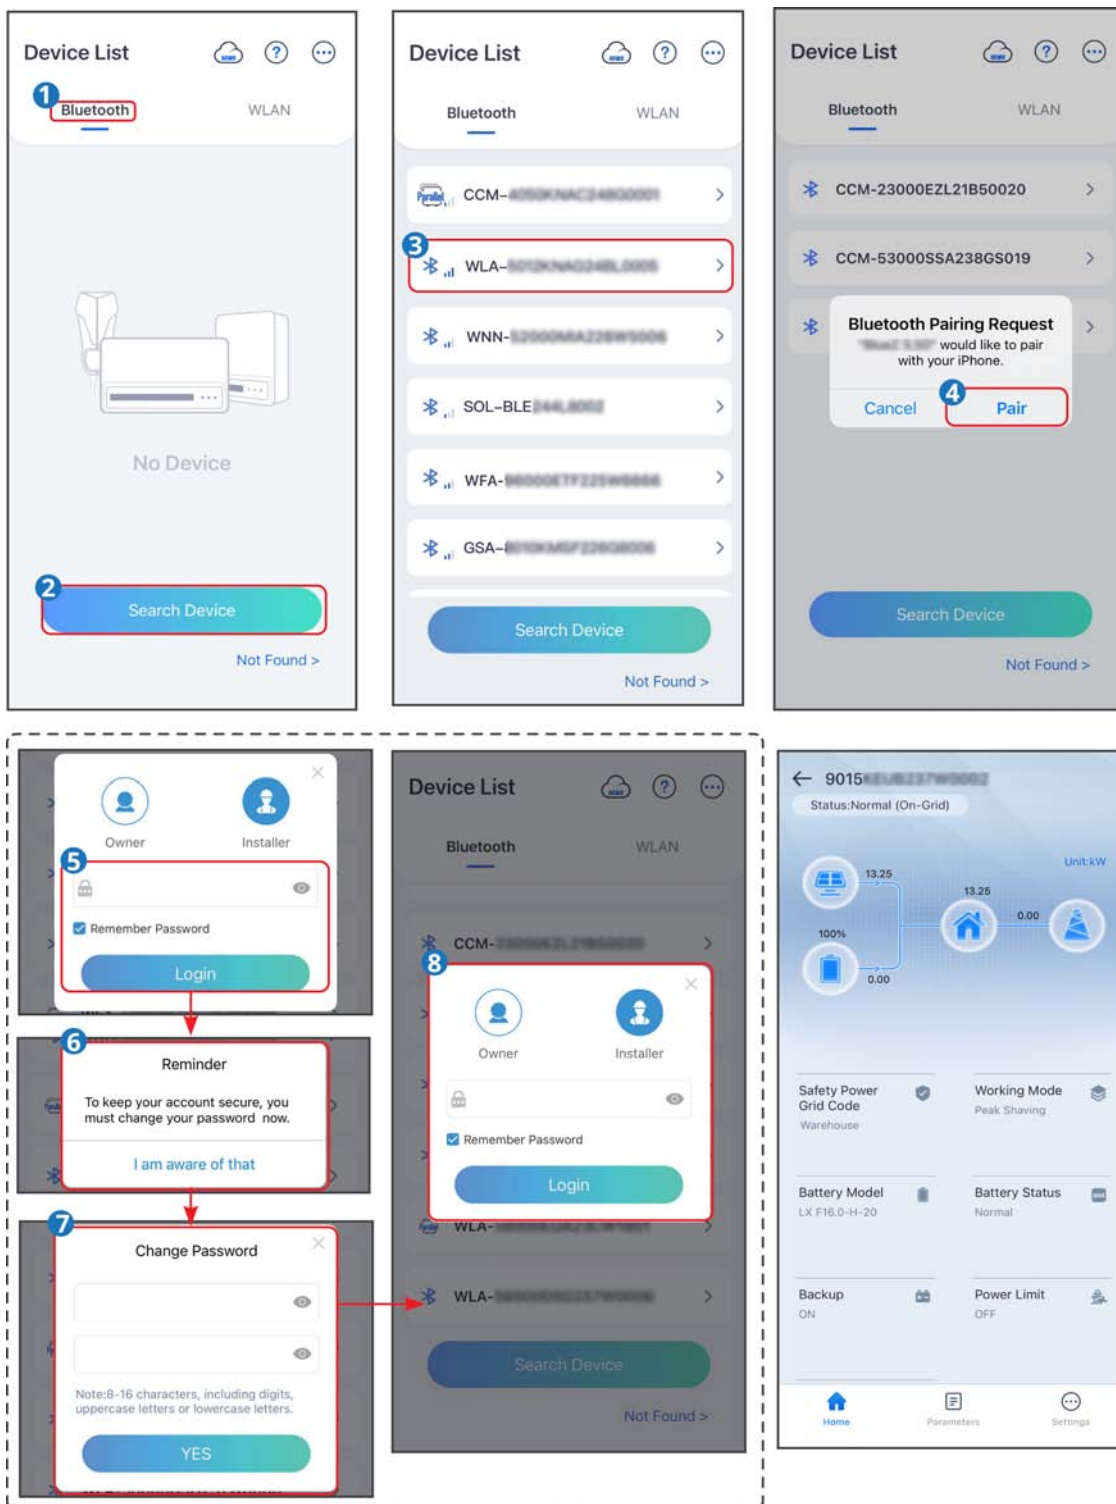 Device List
1
Bluetooth WLAN
No Device
2
Search Device
Not Found >
Device List
Bluetooth WLAN
Parallel CCM-
3
WLA-
WNN-
SOL-BLE
WFA-
GSA-
Search Device
Not Found >
Device List
Bluetooth WLAN
CCM-23000EZL21B50020
CCM-53000SSA238GS019
Bluetooth Pairing Request
would like to pair
with your iPhone.
4
Cancel Pair
Search Device
Not Found >
Owner Installer
5
Remember Password
Login
6
Reminder
To keep your account secure, you
must change your password now.
I am aware of that
7
Change Password
Note:8-16 characters, including digits,
uppercase letters or lowercase letters.
YES
Device List
Bluetooth WLAN
CCM-
8
Owner Installer
Remember Password
Login
WLA-
WLA-
Search Device
Not Found >
9015
Status:Normal (On-Grid)
Unit:kW
13.25
13.25
0.00
100%
0.00
Safety Power
Grid Code
Warehouse
Working Mode
Peak Shaving
Battery Model
LX F16.0-H-20
Battery Status
Normal
Backup
ON
Power Limit
OFF
Home Parameters Settings